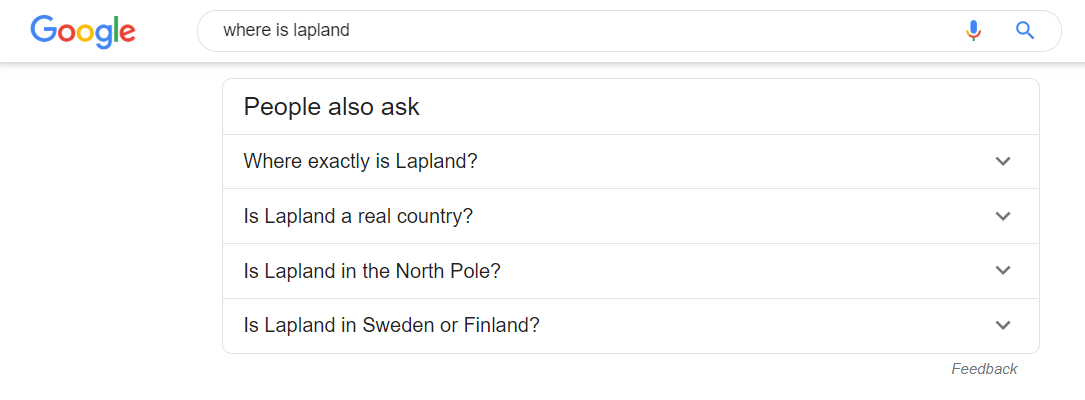 Google
where is lapland
People also ask
Where exactly is Lapland?
Is Lapland a real country?
Is Lapland in the North Pole?
Is Lapland in Sweden or Finland?
Feedback